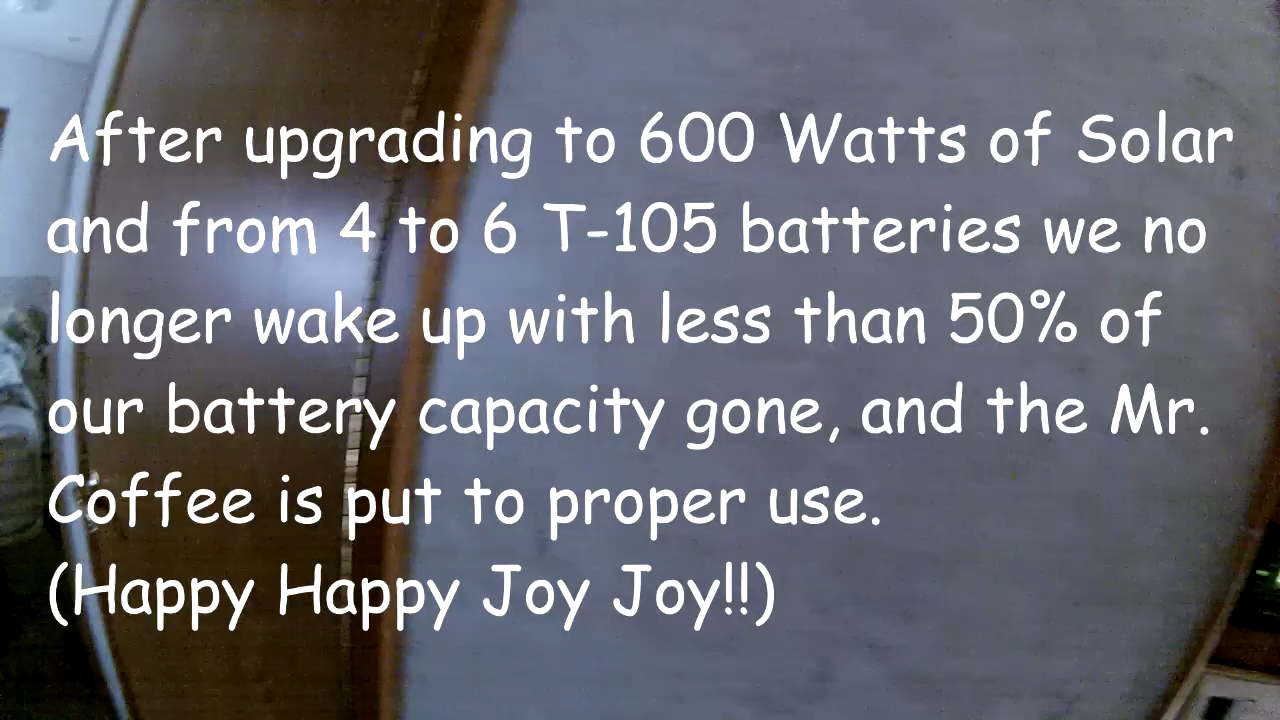 After upgrading to 600 Watts of Solar
and from 4 to 6 T-105 batteries we no
longer wake up with less than 50% of
our battery capacity gone, and the Mr.
Coffee is put to proper use.
(Happy Happy Joy Joy!!)